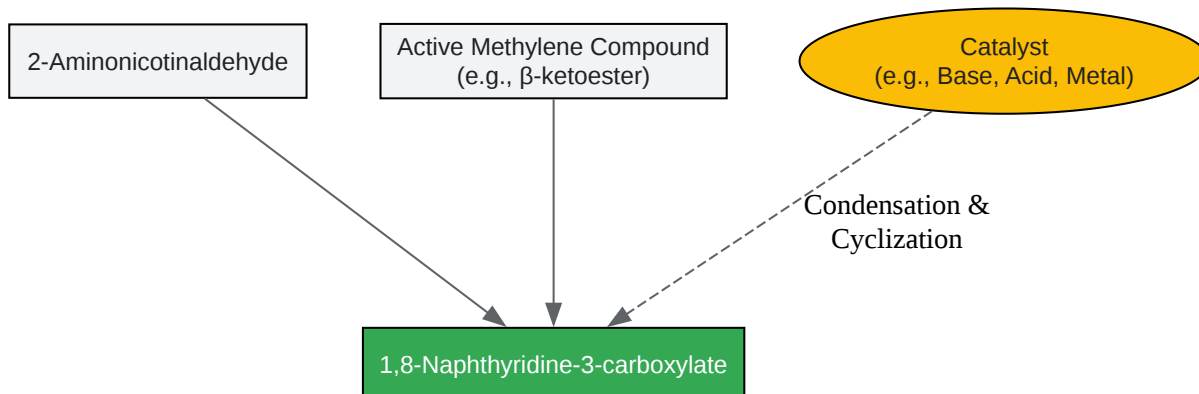 2-Aminonicotinaldehyde
Active Methylene Compound
(e.g., β-ketoester)
Catalyst
(e.g., Base, Acid, Metal)
Condensation &
Cyclization
1,8-Naphthyridine-3-carboxylate